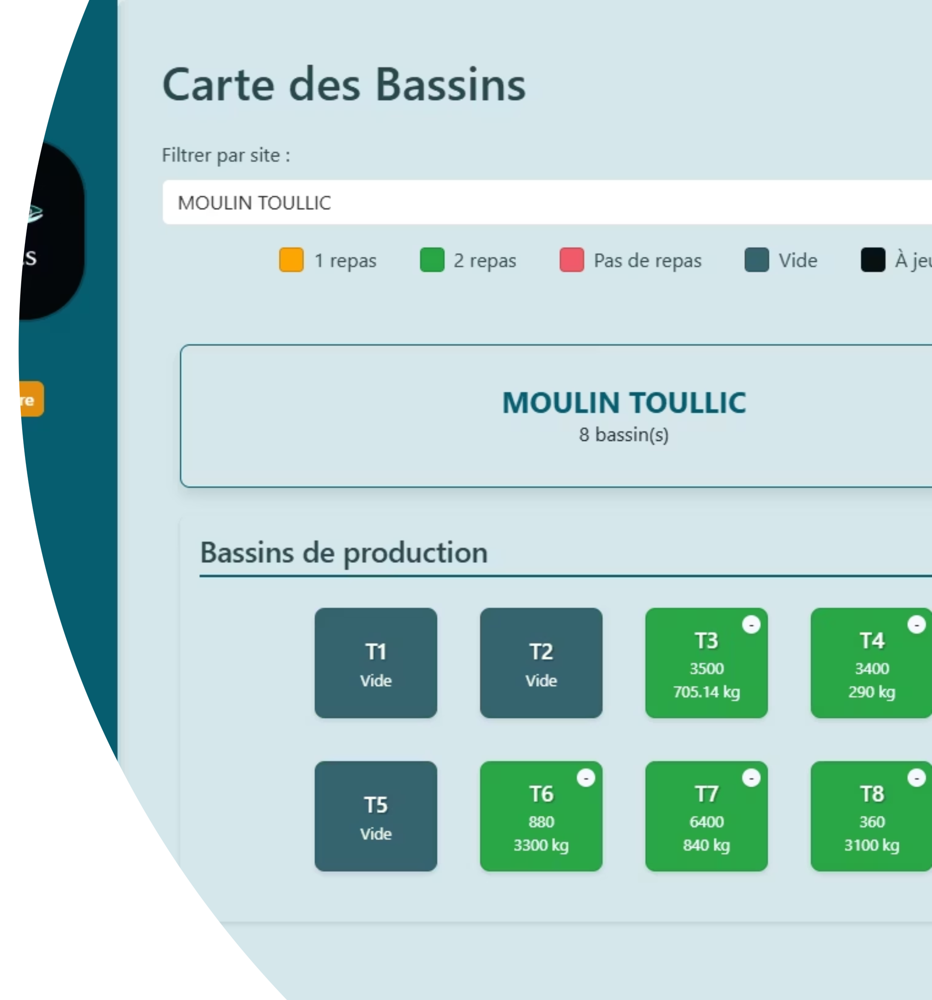 Carte des Bassins
Filtrer par site :
MOULIN TOULLIC
1 repas
2 repas
Pas de repas
Vide
À jeu
s
re
MOULIN TOULLIC
8 bassin(s)
Bassins de production
T1
Vide
T2
Vide
-
T3
3500
705.14 kg
-
T4
3400
290 kg
T5
Vide
-
T6
880
3300 kg
-
T7
6400
840 kg
-
T8
360
3100 kg